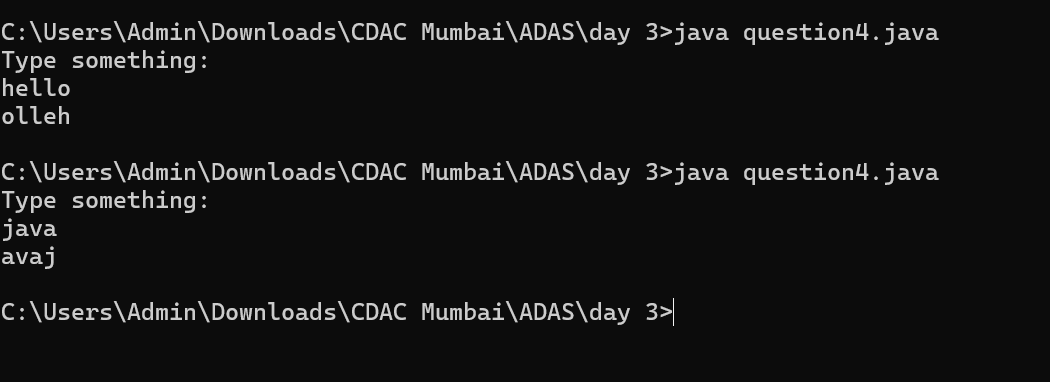 C:\Users\Admin\Downloads\CDAC Mumbai\ADAS\day 3>java question4.java
Type something:
hello
olleh
C:\Users\Admin\Downloads\CDAC Mumbai\ADAS\day 3>java question4.java
Type something:
java
avaj
C:\Users\Admin\Downloads\CDAC Mumbai\ADAS\day 3>